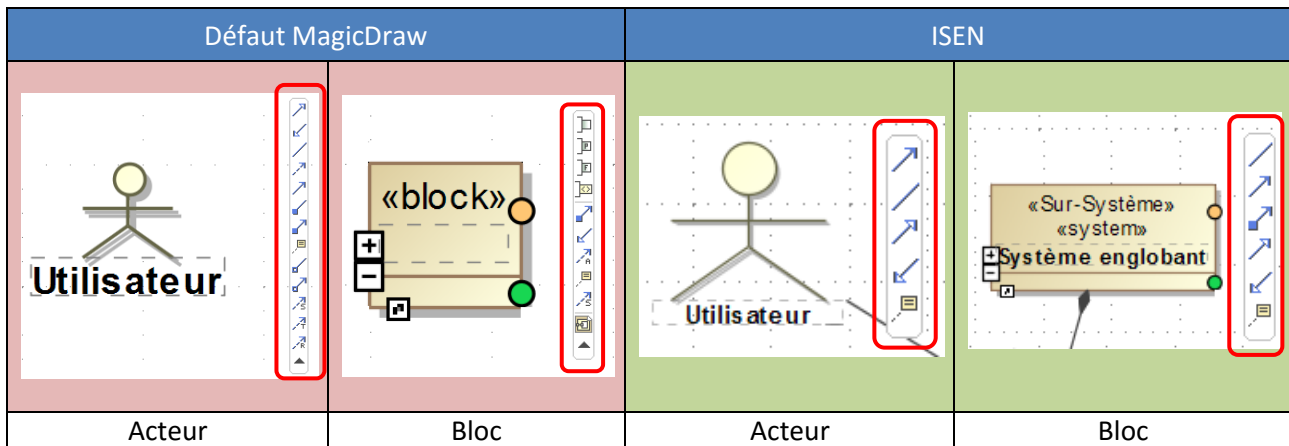 Défaut MagicDraw
ISEN
Utilisateur
«block»
Utilisateur
«Sur-Système»
«system»
Système englobant
Acteur
Bloc
Acteur
Bloc